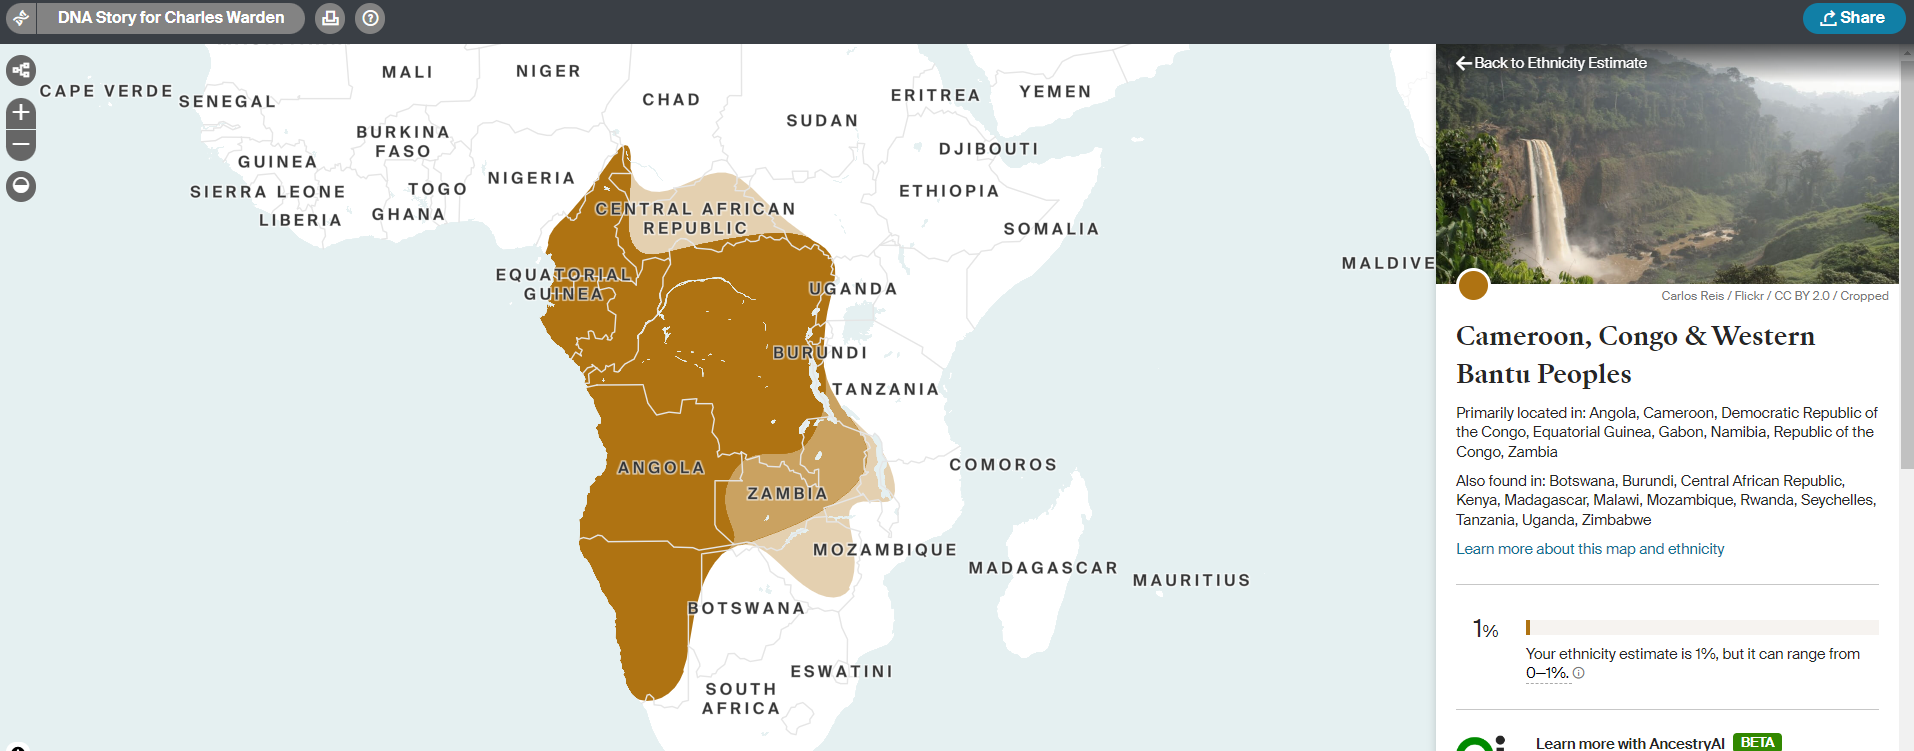 DNA Story for Charles Warden
Share
CAPE VERDE
SENEGAL
MALI
NIGER
CHAD
SUDAN
ERITREA
YEMEN
BURKINA
FASO
GUINEA
SIERRA LEONE
LIBERIA
TOGO
GHANA
NIGERIA
DJIBOUTI
ETHIOPIA
SOMALIA
CENTRAL AFRICAN
REPUBLIC
EQUATORIAL
GUINEA
UGANDA
MALDIVE
BURUNDI
TANZANIA
ANGOLA
ZAMBIA
COMOROS
MOZAMBIQUE
MADAGASCAR
MAURITIUS
BOTSWANA
ESWATINI
SOUTH
AFRICA
Back to Ethnicity Estimate
Carlos Reis / Flickr / CC BY 2.0 / Cropped
Cameroon, Congo & Western
Bantu Peoples
Primarily located in: Angola, Cameroon, Democratic Republic of
the Congo, Equatorial Guinea, Gabon, Namibia, Republic of the
Congo, Zambia
Also found in: Botswana, Burundi, Central African Republic,
Kenya, Madagascar, Malawi, Mozambique, Rwanda, Seychelles,
Tanzania, Uganda, Zimbabwe
Learn more about this map and ethnicity
1%
Your ethnicity estimate is 1%, but it can range from
0—1%.
Learn more with AncestryAI BETA